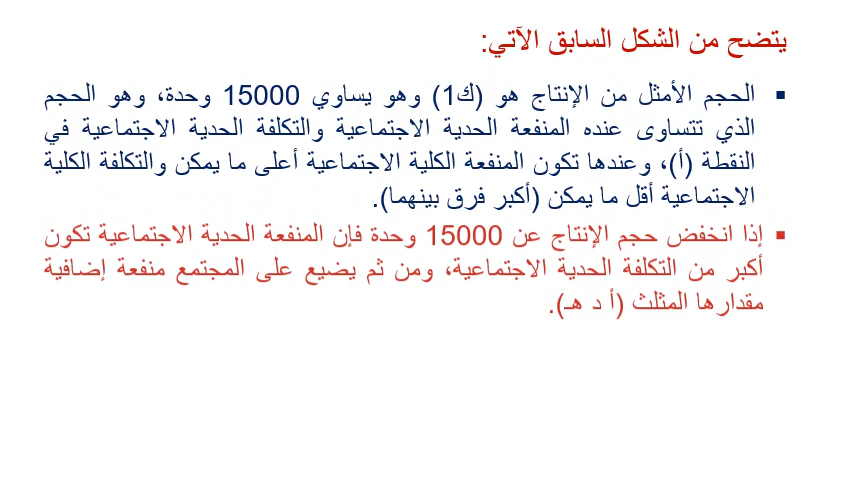 يتضح من الشكل السابق الآتي:
▪ الحجم الأمثل من الإنتاج هو (ك1) وهو يساوي 15000 وحدة، وهو الحجم
الذي تتساوى عنده المنفعة الحدية الاجتماعية والتكلفة الحدية الاجتماعية في
النقطة (أ)، وعندها تكون المنفعة الكلية الاجتماعية أعلى ما يمكن والتكلفة الكلية
الاجتماعية أقل ما يمكن (أكبر فرق بينهما).
▪ إذا انخفض حجم الإنتاج عن 15000 وحدة فإن المنفعة الحدية الاجتماعية تكون
أكبر من التكلفة الحدية الاجتماعية، ومن ثم يضيع على المجتمع منفعة إضافية
مقدارها المثلث (أ د هـ).